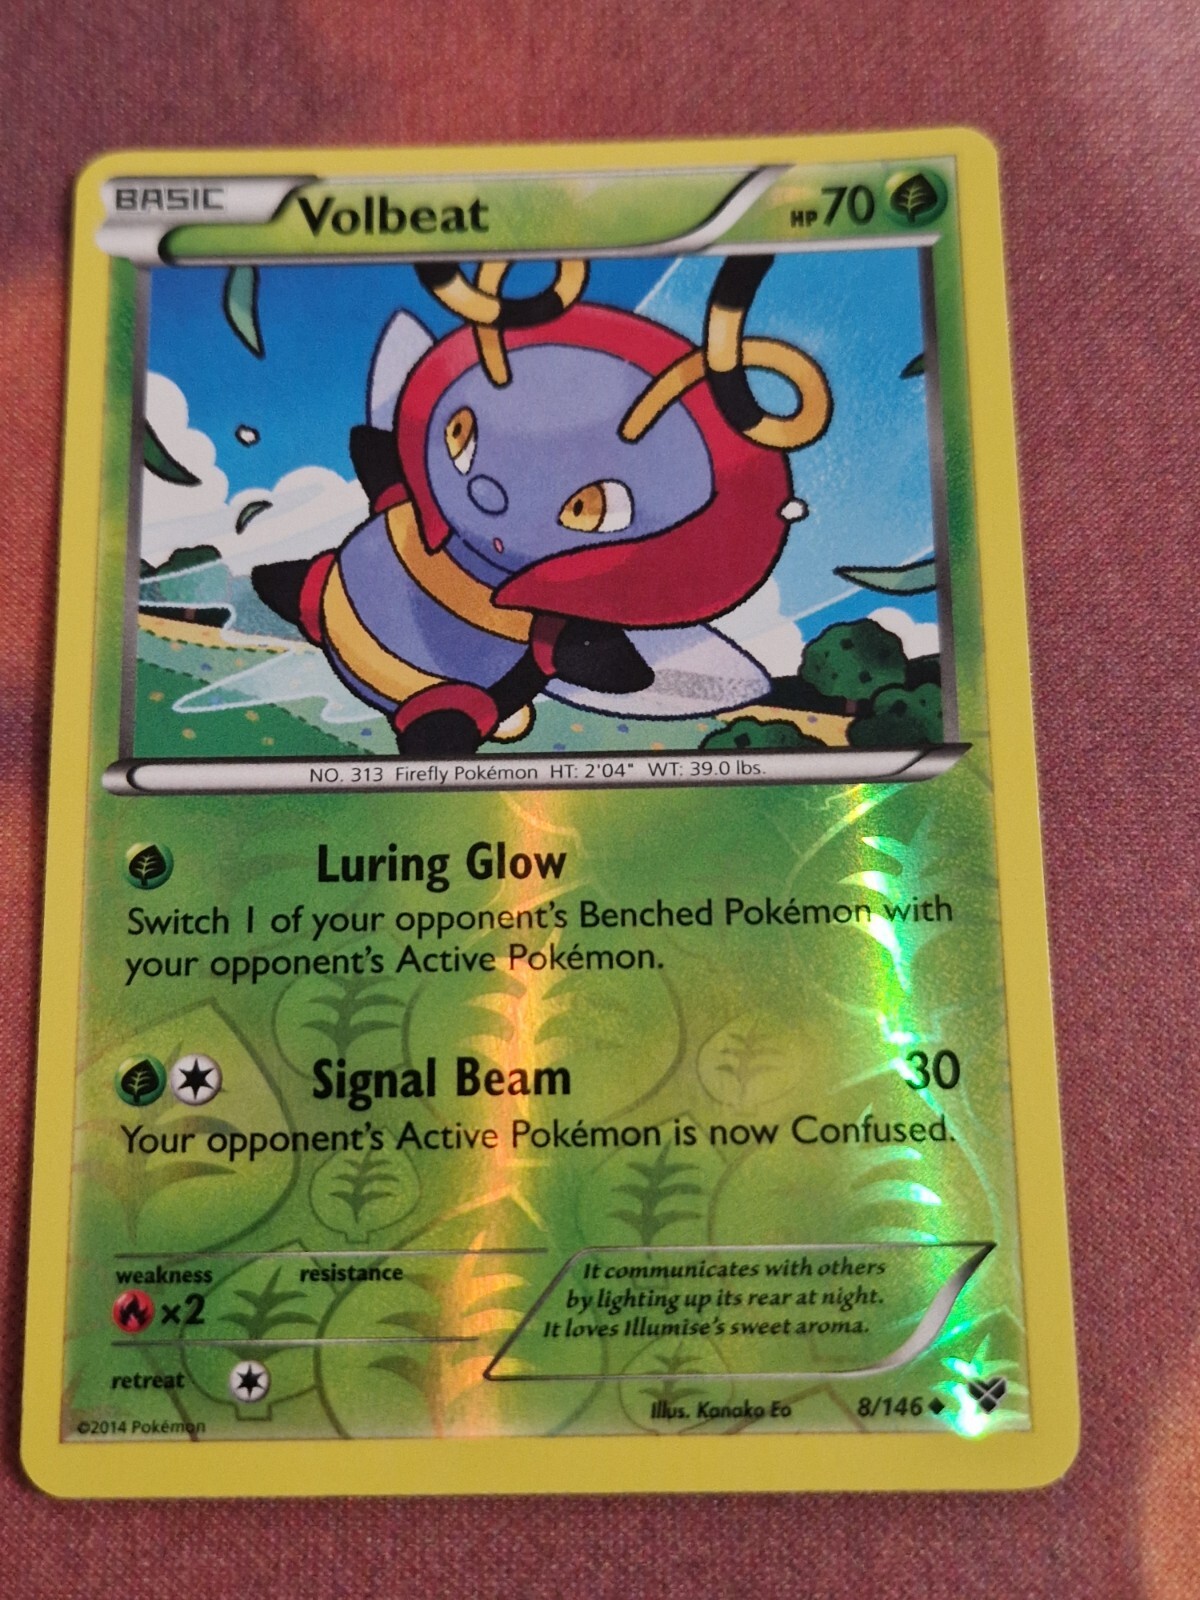 BASIC Volbeat HP70
NO. 313 Firefly Pokémon HT: 2'04" WT: 39.0 lbs.
Luring Glow
Switch 1 of your opponent's Benched Pokémon with
your opponent's Active Pokémon.
Signal Beam 30
Your opponent's Active Pokémon is now Confused.
weakness resistance
×2
retreat
It communicates with others
by lighting up its rear at night.
It loves Illumise's sweet aroma.
Illus. Kanako Eo 8/146
©2014 Pokémon